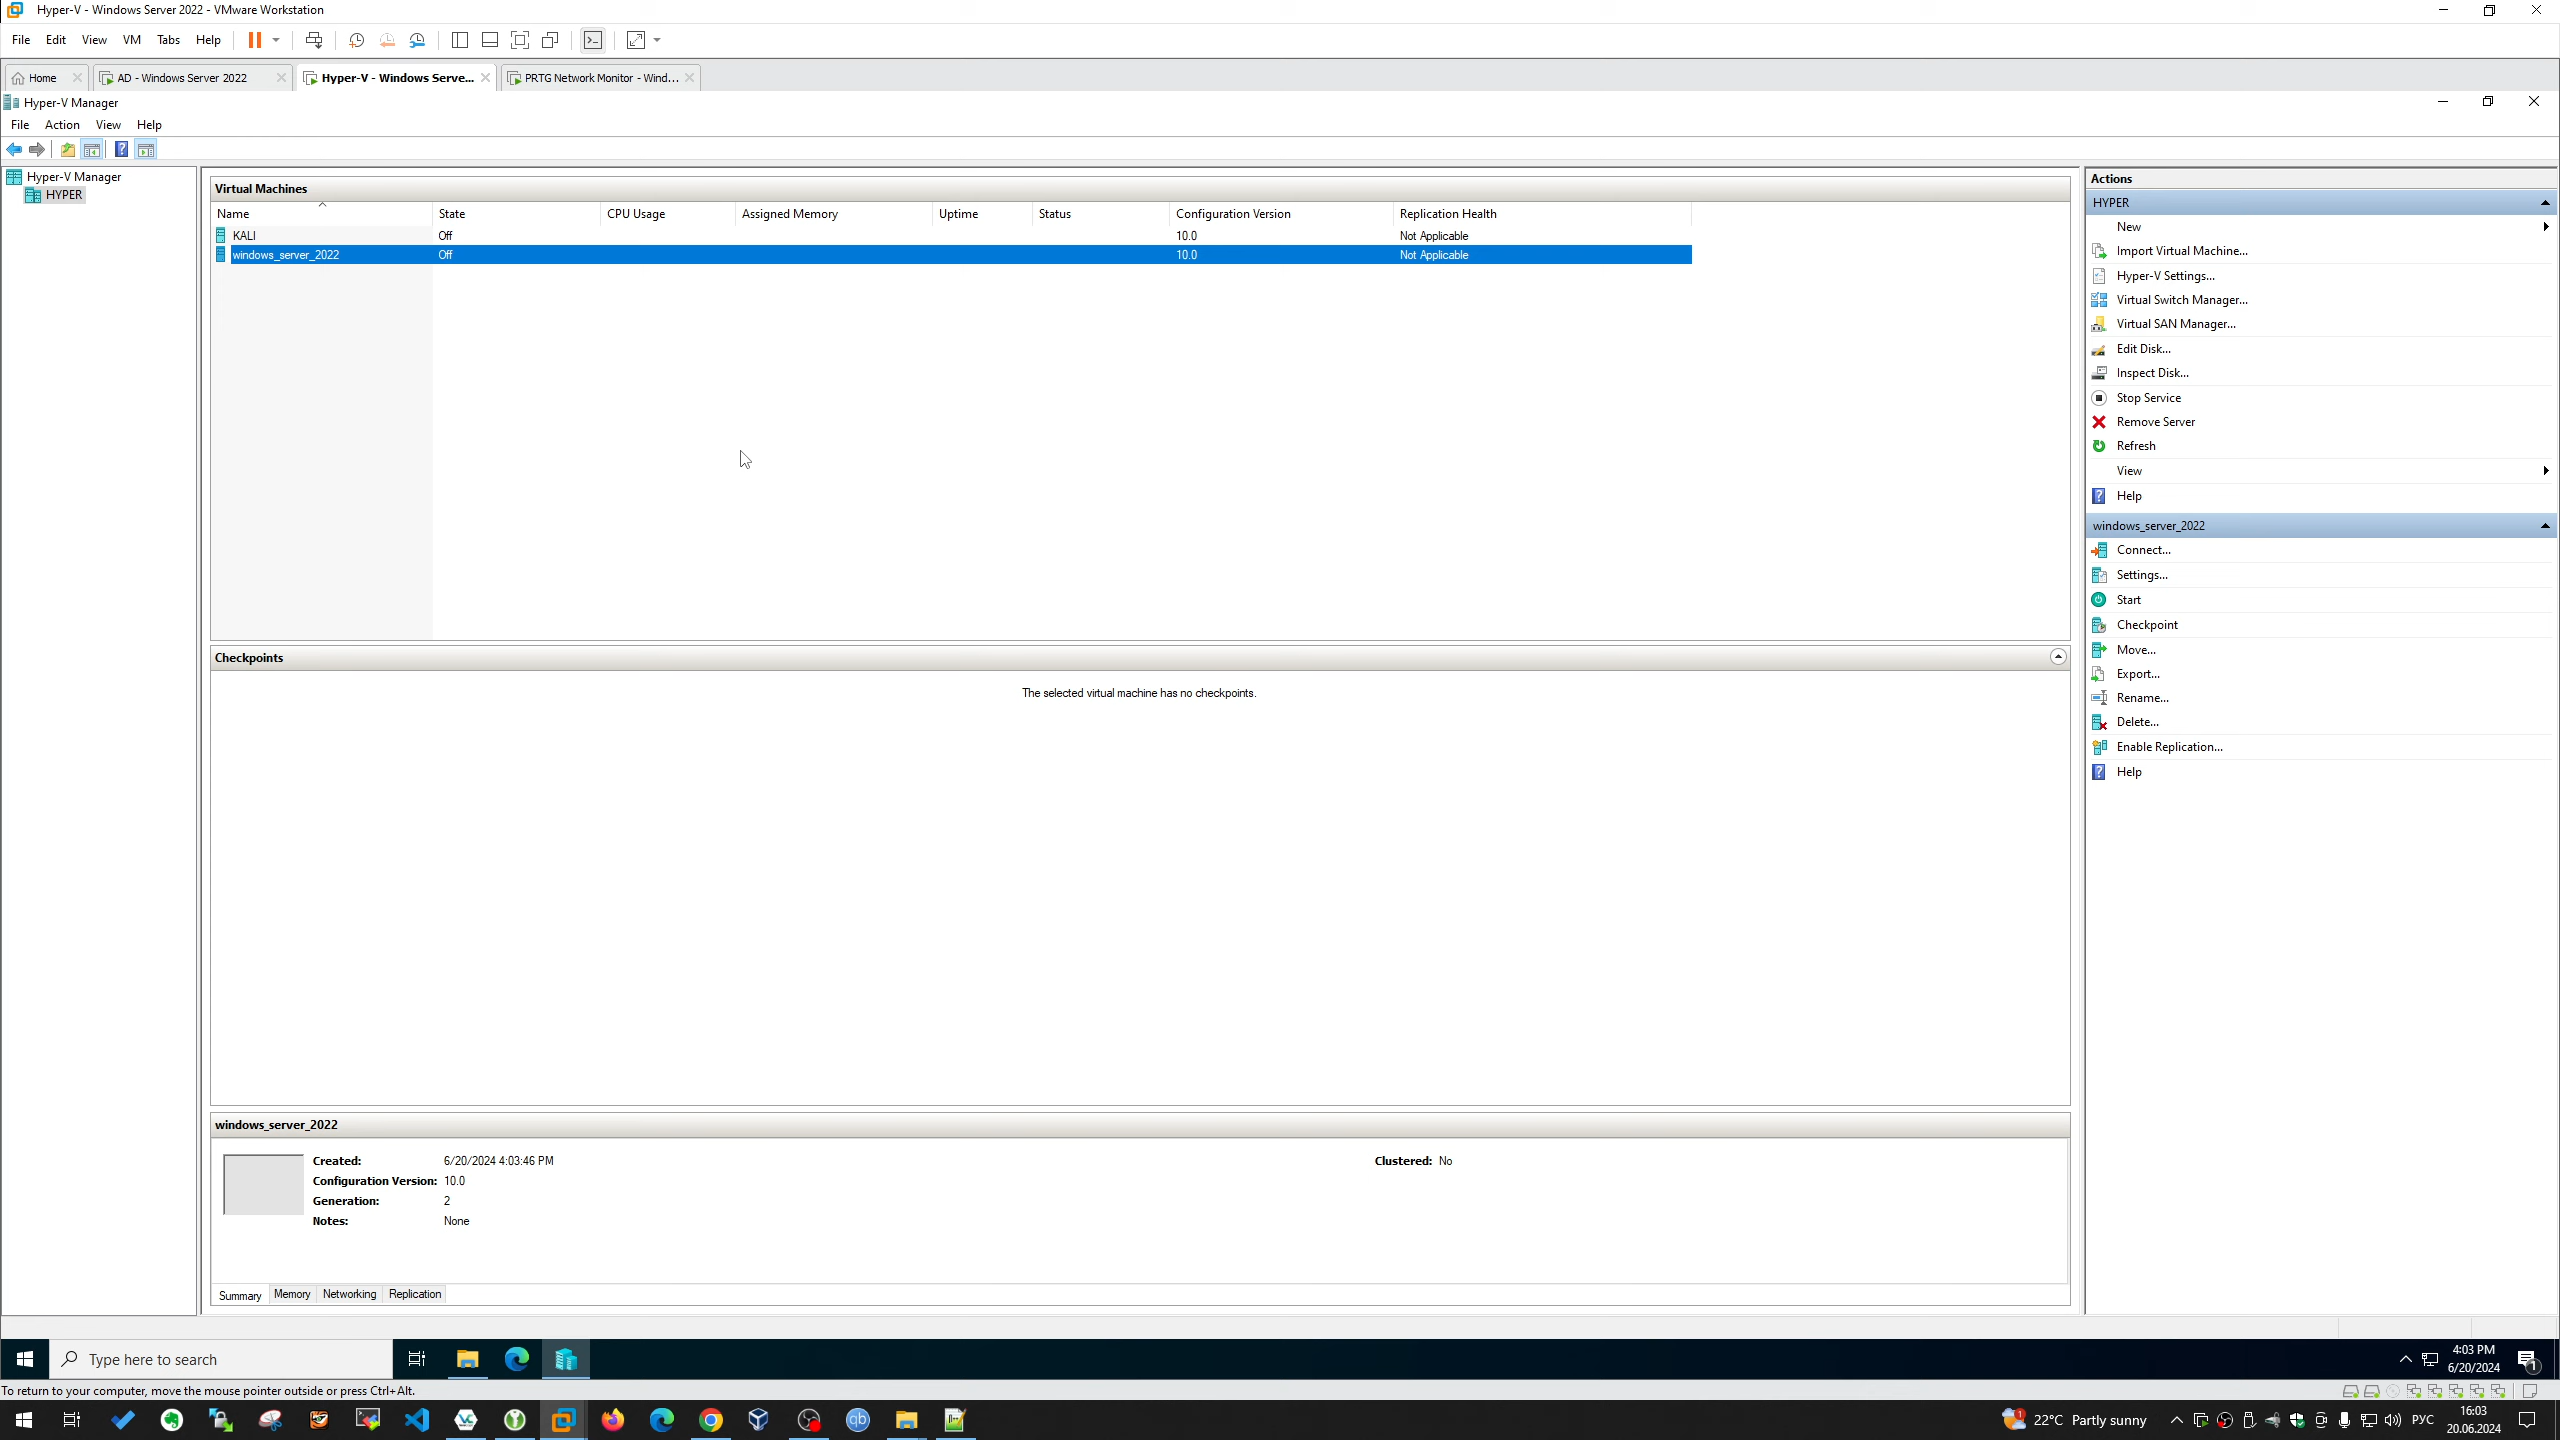 Hyper-V - Windows Server 2022 - VMware Workstation
File Edit View VM Tabs Help
Home AD - Windows Server 2022 Hyper-V - Windows Serve... PRTG Network Monitor - Wind...
Hyper-V Manager
File Action View Help
Hyper-V Manager
HYPER
Virtual Machines
Name State CPU Usage Assigned Memory Uptime Status Configuration Version Replication Health
KALI Off 10.0 Not Applicable
windows_server_2022 Off 10.0 Not Applicable
Checkpoints
The selected virtual machine has no checkpoints.
windows_server_2022
Created: 6/20/2024 4:03:46 PM Clustered: No
Configuration Version: 10.0
Generation: 2
Notes: None
Summary Memory Networking Replication
Actions
HYPER
New
Import Virtual Machine...
Hyper-V Settings...
Virtual Switch Manager...
Virtual SAN Manager...
Edit Disk...
Inspect Disk...
Stop Service
Remove Server
Refresh
View
Help
windows_server_2022
Connect...
Settings...
Start
Checkpoint
Move...
Export...
Rename...
Delete...
Enable Replication...
Help
Type here to search
4:03 PM
6/20/2024
1
To return to your computer, move the mouse pointer outside or press Ctrl+Alt.
1
22°C Partly sunny
РУС
16:03
20.06.2024